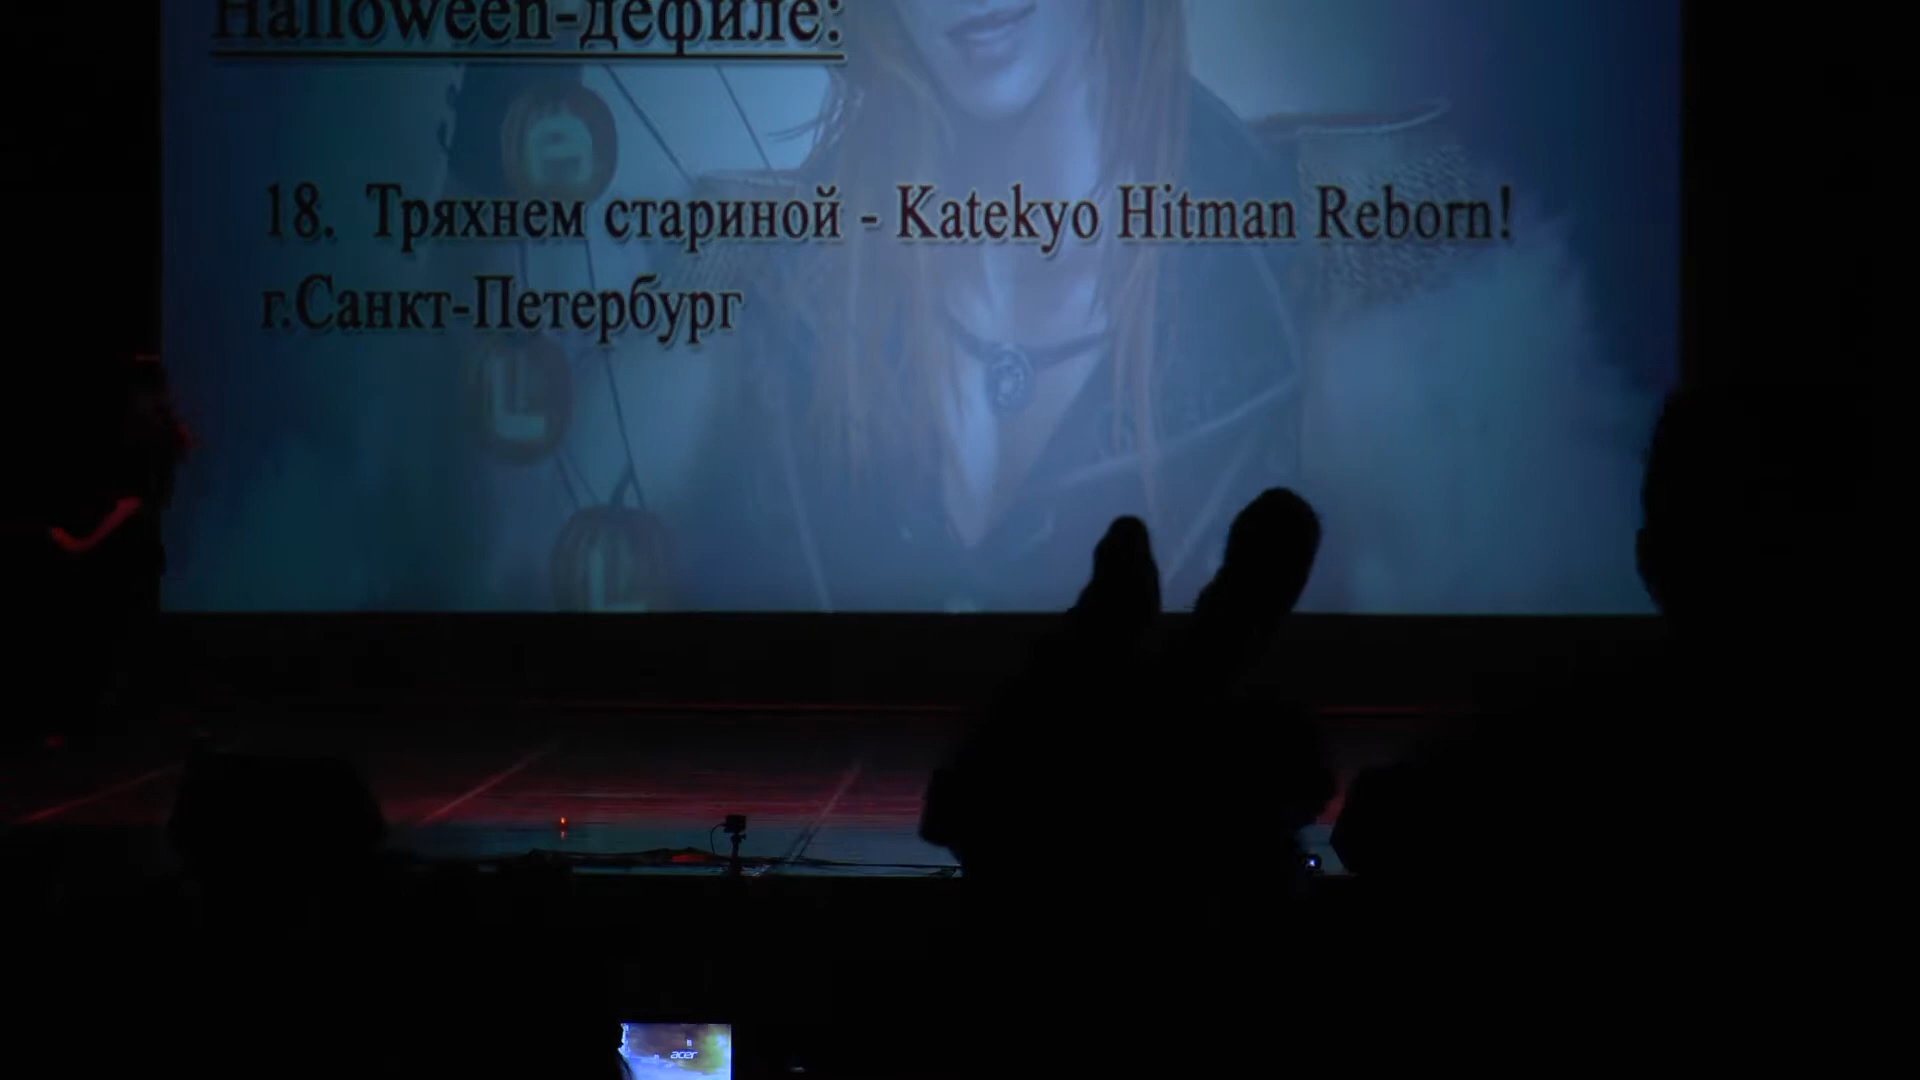 Halloween-дефиле:
18. Тряхнем стариной - Katekyo Hitman Reborn!
г.Санкт-Петербург
A
L
L
acer